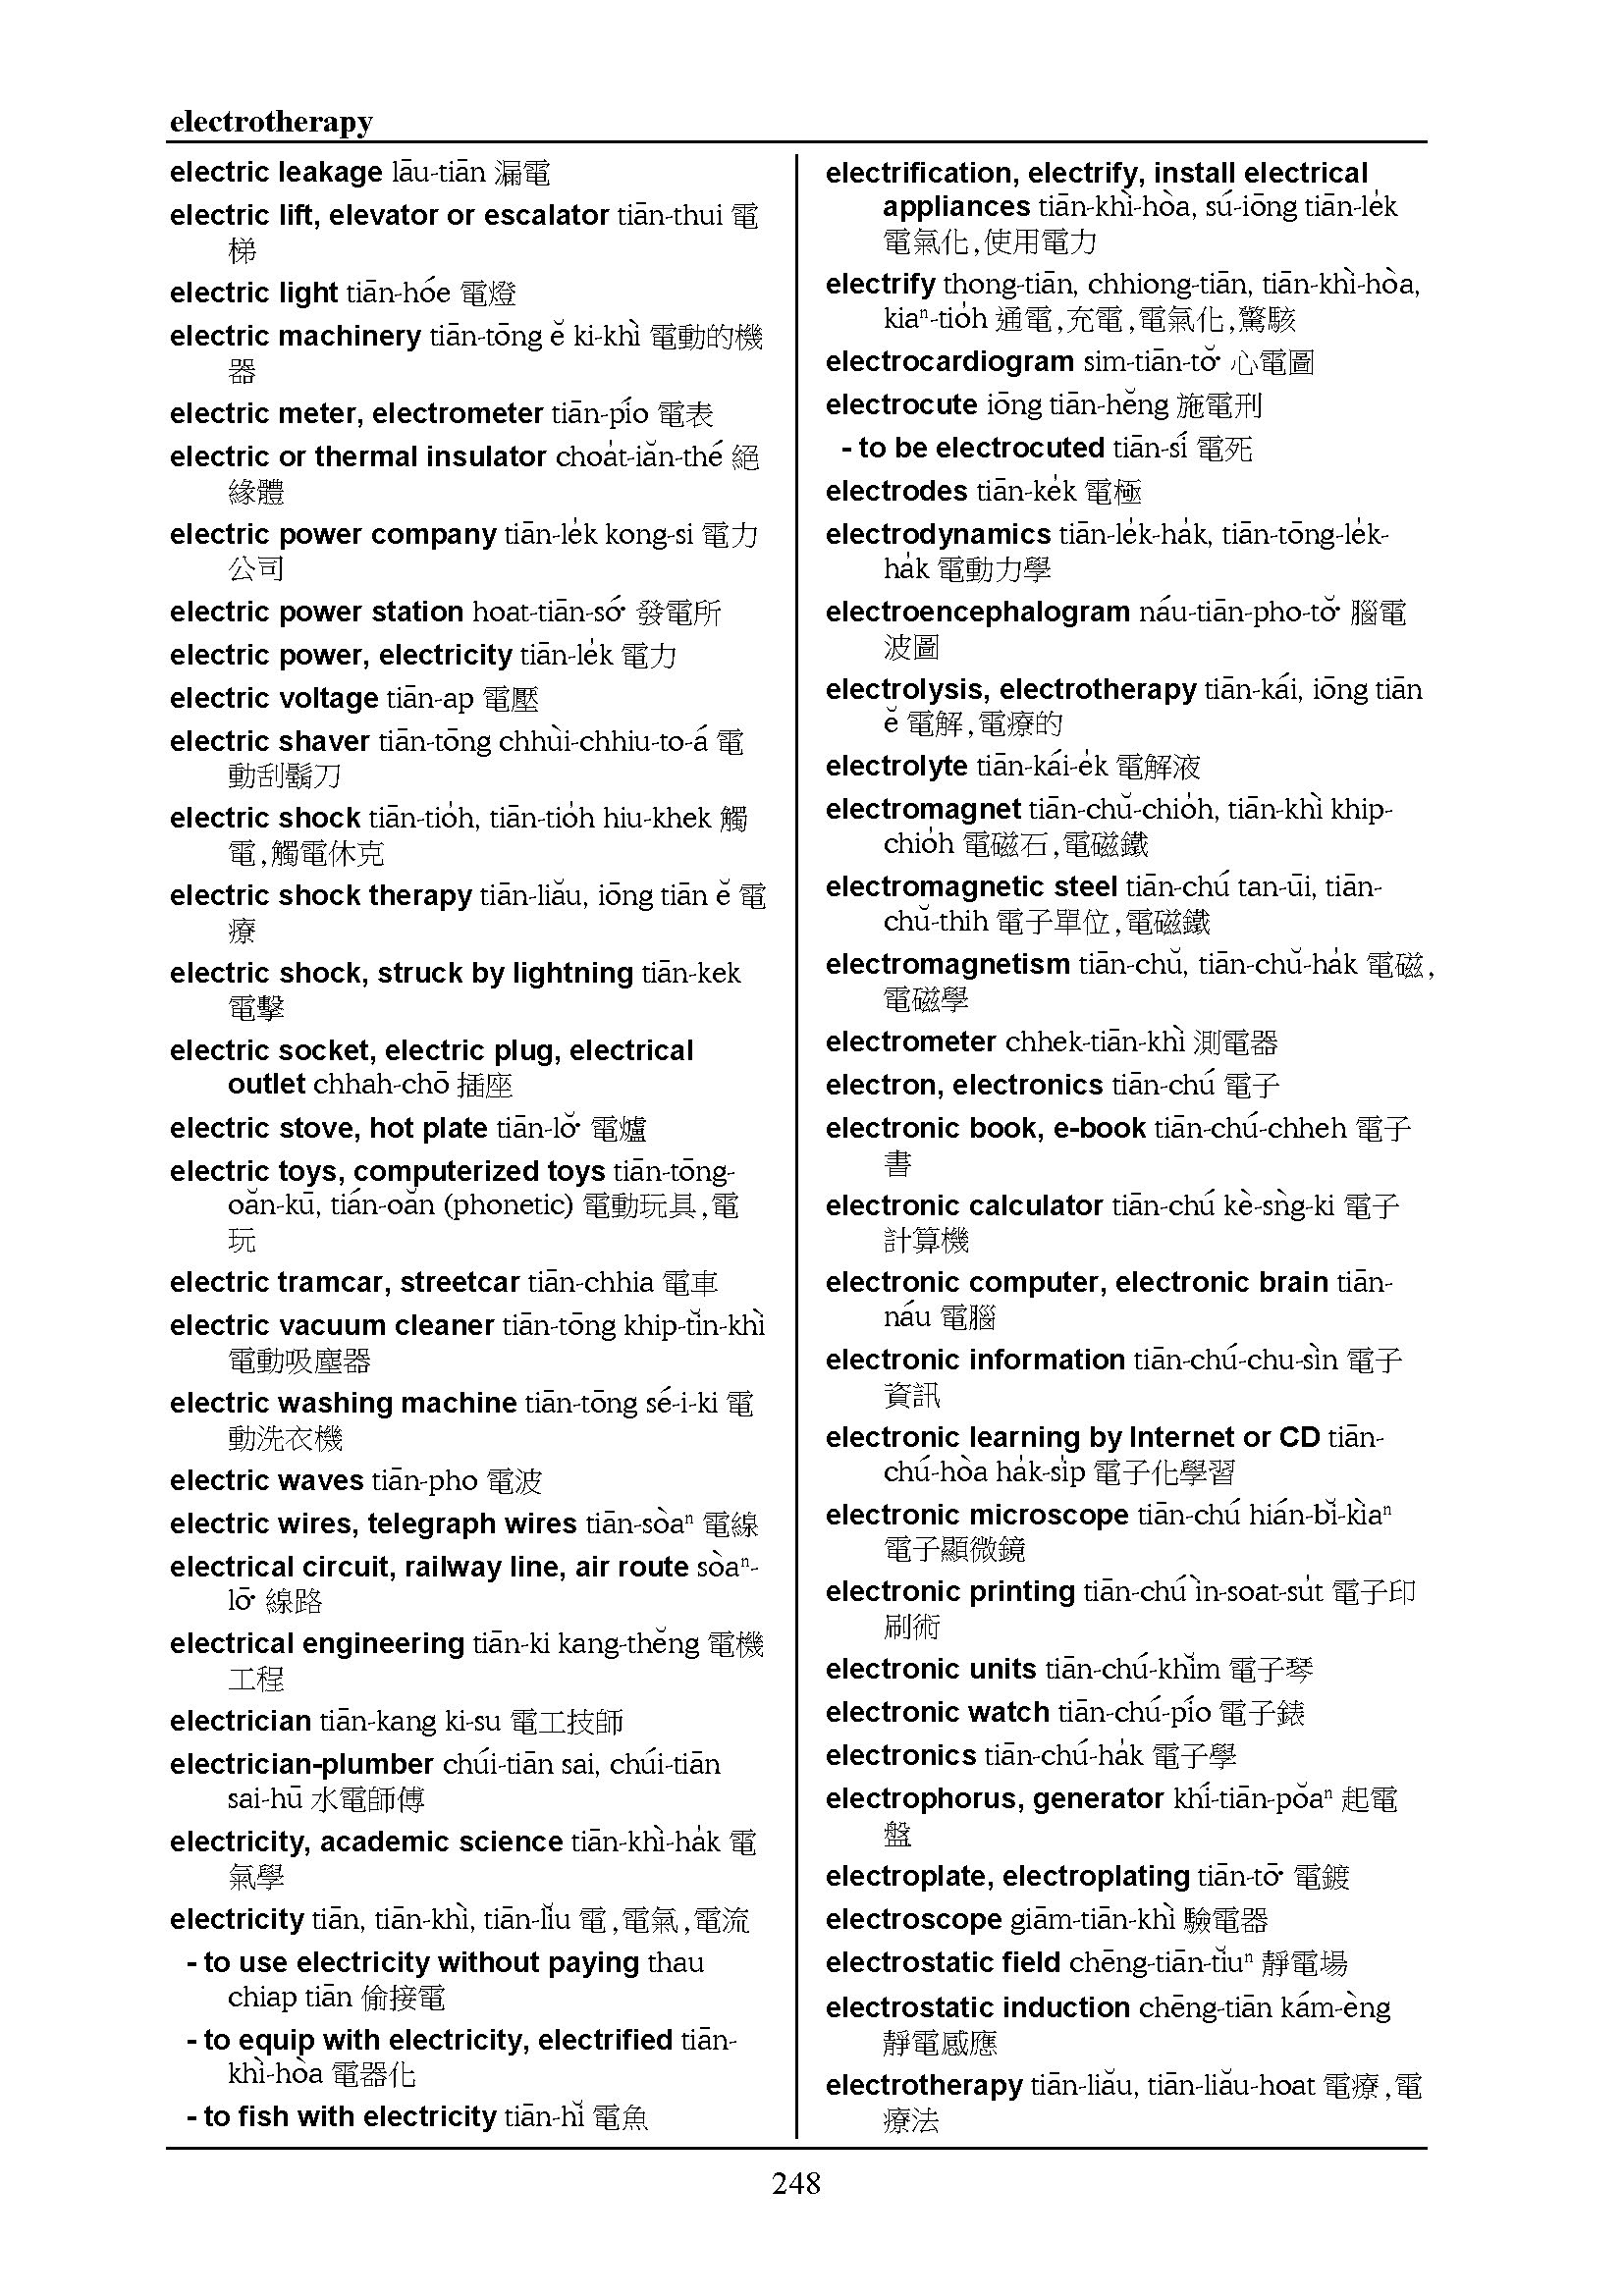 electrotherapy
electric leakage lāu-tiān 漏電
electric lift, elevator or escalator tiān-thui 電
梯
electric light tiān-hóe 電燈
electric machinery tiān-tōng ĕ ki-khì 電動的機
器
electric meter, electrometer tiān-pío 電表
electric or thermal insulator choa̍t-iăn-thé 絕
緣體
electric power company tiān-le̍k kong-si 電力
公司
electric power station hoat-tiān-só͘ 發電所
electric power, electricity tiān-le̍k 電力
electric voltage tiān-ap 電壓
electric shaver tiān-tōng chhùi-chhiu-to-á 電
動刮鬍刀
electric shock tiān-tio̍h, tiān-tio̍h hiu-khek 觸
電,觸電休克
electric shock therapy tiān-liău, iōng tiān ĕ 電
療
electric shock, struck by lightning tiān-kek
電擊
electric socket, electric plug, electrical
outlet chhah-chō 插座
electric stove, hot plate tiān-lŏ͘ 電爐
electric toys, computerized toys tiān-tōng-
oăn-kū, tián-oăn (phonetic) 電動玩具,電
玩
electric tramcar, streetcar tiān-chhia 電車
electric vacuum cleaner tiān-tōng khip-tĭn-khì
電動吸塵器
electric washing machine tiān-tōng sé-i-ki 電
動洗衣機
electric waves tiān-pho 電波
electric wires, telegraph wires tiān-sòaⁿ 電線
electrical circuit, railway line, air route sòaⁿ-
lō͘ 線路
electrical engineering tiān-ki kang-thĕng 電機
工程
electrician tiān-kang ki-su 電工技師
electrician-plumber chúi-tiān sai, chúi-tiān
sai-hū 水電師傅
electricity, academic science tiān-khì-ha̍k 電
氣學
electricity tiān, tiān-khì, tiān-lĭu 電,電氣,電流
- to use electricity without paying thau
chiap tiān 偷接電
- to equip with electricity, electrified tiān-
khì-hòa 電器化
- to fish with electricity tiān-hĭ 電魚
electrification, electrify, install electrical
appliances tiān-khì-hòa, sú-iōng tiān-le̍k
電氣化,使用電力
electrify thong-tiān, chhiong-tiān, tiān-khì-hòa,
kiaⁿ-tio̍h 通電,充電,電氣化,驚駭
electrocardiogram sim-tiān-tŏ͘ 心電圖
electrocute iōng tiān-hĕng 施電刑
- to be electrocuted tiān-sí 電死
electrodes tiān-ke̍k 電極
electrodynamics tiān-le̍k-ha̍k, tiān-tōng-le̍k-
ha̍k 電動力學
electroencephalogram náu-tiān-pho-tŏ͘ 腦電
波圖
electrolysis, electrotherapy tiān-kái, iōng tiān
ĕ 電解,電療的
electrolyte tiān-kái-e̍k 電解液
electromagnet tiān-chŭ-chio̍h, tiān-khì khip-
chio̍h 電磁石,電磁鐵
electromagnetic steel tiān-chú tan-ūi, tiān-
chŭ-thih 電子單位,電磁鐵
electromagnetism tiān-chŭ, tiān-chŭ-ha̍k 電磁,
電磁學
electrometer chhek-tiān-khì 測電器
electron, electronics tiān-chú 電子
electronic book, e-book tiān-chú-chheh 電子
書
electronic calculator tiān-chú kè-sǹg-ki 電子
計算機
electronic computer, electronic brain tiān-
náu 電腦
electronic information tiān-chú-chu-sìn 電子
資訊
electronic learning by Internet or CD tiān-
chú-hòa ha̍k-si̍p 電子化學習
electronic microscope tiān-chú hián-bĭ-kìaⁿ
電子顯微鏡
electronic printing tiān-chú ìn-soat-su̍t 電子印
刷術
electronic units tiān-chú-khĭm 電子琴
electronic watch tiān-chú-pío 電子錶
electronics tiān-chú-ha̍k 電子學
electrophorus, generator khí-tiān-pŏaⁿ 起電
盤
electroplate, electroplating tiān-tō͘ 電鍍
electroscope giām-tiān-khì 驗電器
electrostatic field chēng-tiān-tĭuⁿ 靜電場
electrostatic induction chēng-tiān kám-èng
靜電感應
electrotherapy tiān-liău, tiān-liău-hoat 電療,電
療法
248